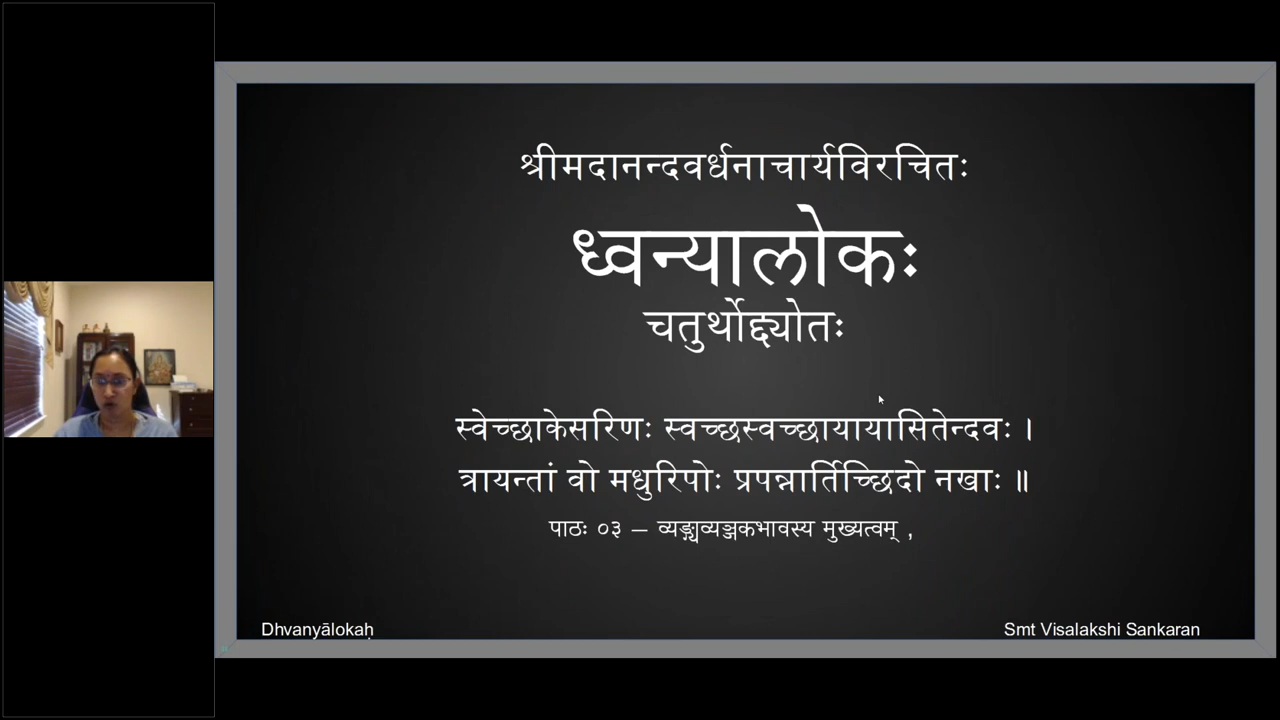 श्रीमदानन्दवर्धनाचार्यविरचितः
ध्वन्यालोकः
चतुर्थोद्द्योतः
स्वेच्छाकेसरिणः स्वच्छस्वच्छायायासितेन्दवः ।
त्रायन्तां वो मधुरिपोः प्रपन्नार्तिच्छिदो नखाः ॥
पाठः ०३ – व्यङ्ग्यव्यञ्जकभावस्य मुख्यत्वम् ,
Dhvanyālokaḥ
Smt Visalakshi Sankaran